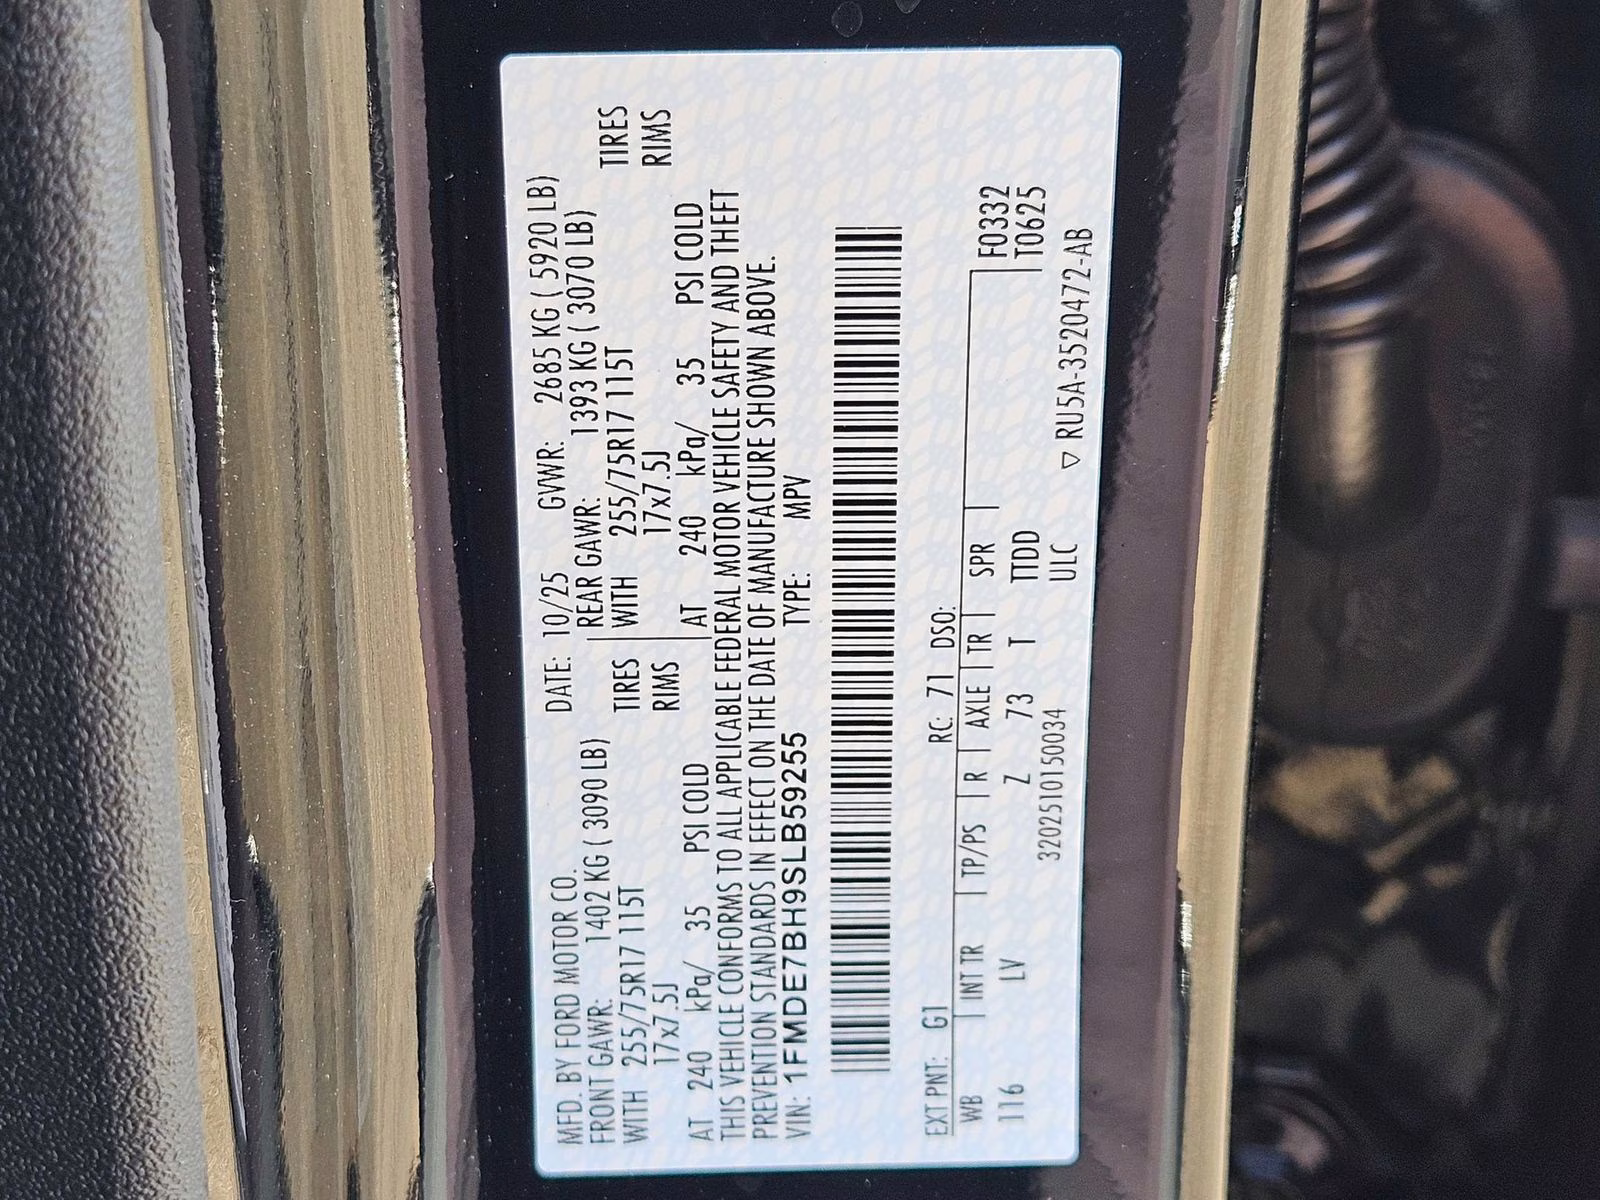 MFD. BY FORD MOTOR CO. DATE: 10/25 GVWR: 2685 KG ( 5920 LB)
FRONT GAWR: 1402 KG ( 3090 LB) REAR GAWR: 1393 KG ( 3070 LB)
WITH 255/75R17 115T TIRES WITH 255/75R17 115T TIRES
17x7.5J RIMS 17x7.5J RIMS
AT 240 kPa/ 35 PSI COLD AT 240 kPa/ 35 PSI COLD
THIS VEHICLE CONFORMS TO ALL APPLICABLE FEDERAL MOTOR VEHICLE SAFETY AND THEFT
PREVENTION STANDARDS IN EFFECT ON THE DATE OF MANUFACTURE SHOWN ABOVE.
VIN: 1FMDE7BH9SLB59255 TYPE: MPV
EXT PNT: G1 RC: 71 DSO:
WB INT TR TP/PS R AXLE TR SPR F0332
116 LV Z 73 T TTDD T0625
3202510150034 ULC ▽ RU5A-3520472-AB